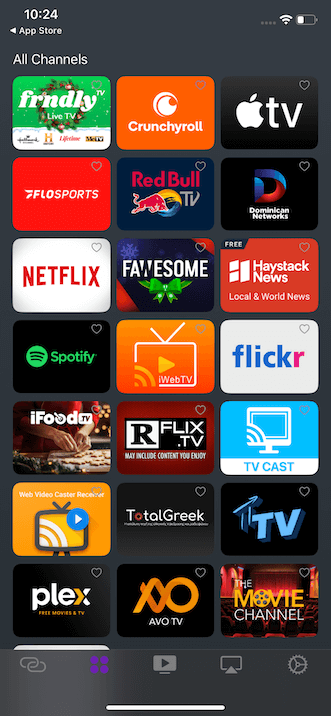 10:24
App Store
All Channels
frndly TV
Live TV
Hallmark
H
Lifetime
MeTV
Crunchyroll
tv
FLOSPORTS
Red Bull
TV
Dominican
Networks
NETFLIX
FAWESOME
FREE
Haystack
News
Local & World News
Spotify
iWebTV
flickr
iFoodTV
RFLIX
.TV
MAY INCLUDE CONTENT YOU ENJOY
TV CAST
Web Video Caster Receiver
TotalGreek
TV
plex
FREE MOVIES & TV
AVO TV
THE
MOVIE
CHANNEL